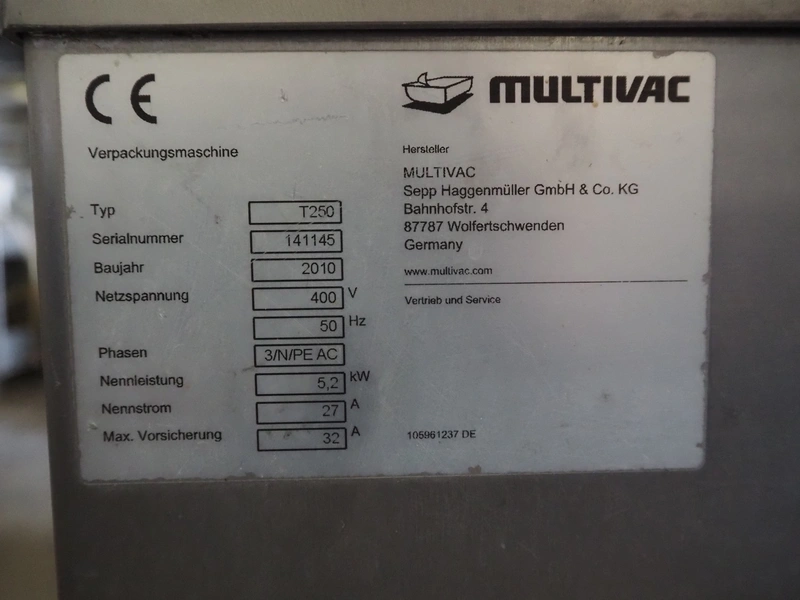 CE
MULTIVAC
Verpackungsmaschine
Typ T250
Serialnummer 141145
Baujahr 2010
Netzspannung 400 V
50 Hz
Phasen 3/N/PE AC
Nennleistung 5,2 kW
Nennstrom 27 A
Max. Vorsicherung 32 A
Hersteller
MULTIVAC
Sepp Haggenmüller GmbH & Co. KG
Bahnhofstr. 4
87787 Wolfertschwenden
Germany
www.multivac.com
Vertrieb und Service
105961237 DE